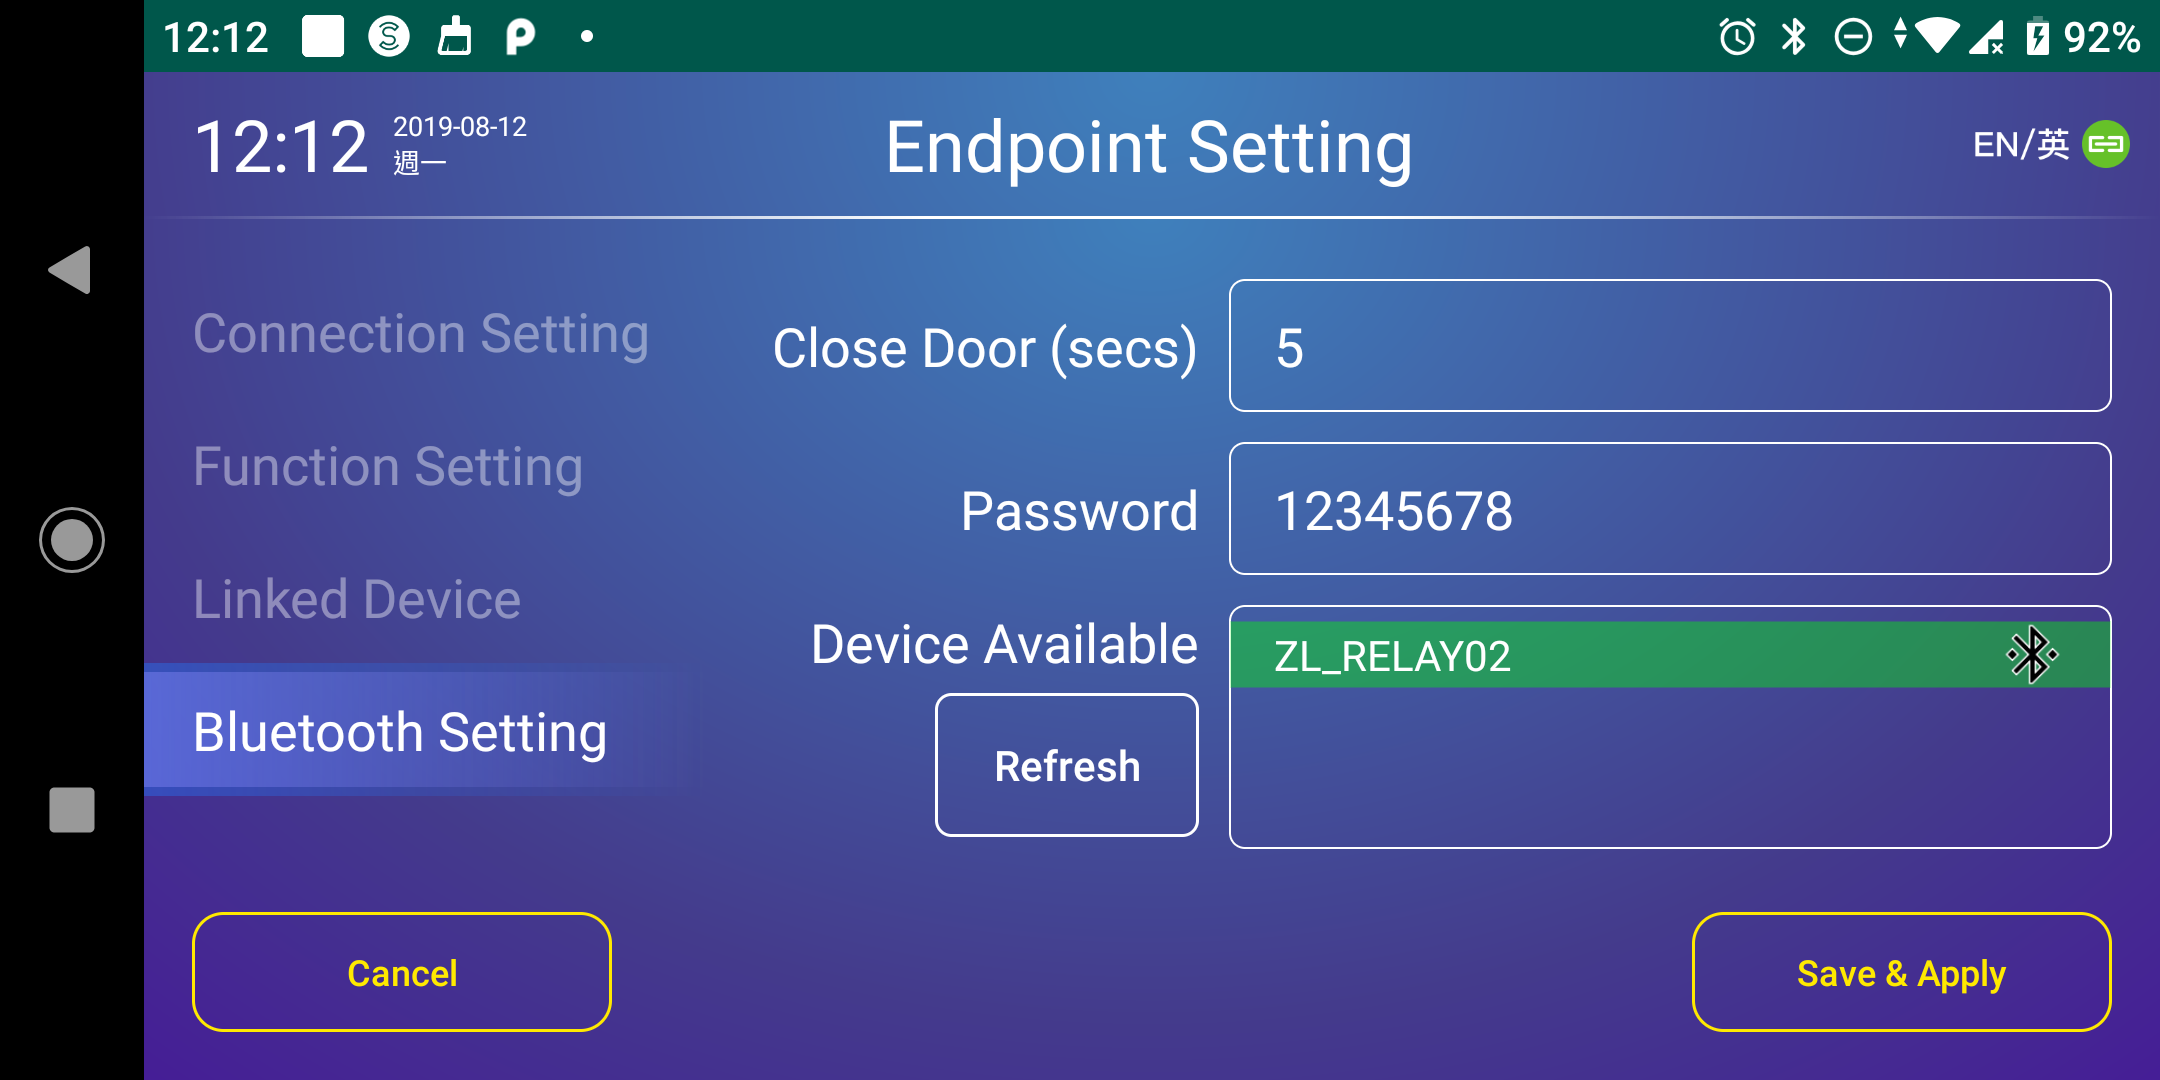 12:12
92%
12:12
2019-08-12
週一
Endpoint Setting
EN/英
Connection Setting
Function Setting
Linked Device
Bluetooth Setting
Close Door (secs)
5
Password
12345678
Device Available
ZL_RELAY02
Refresh
Cancel
Save & Apply